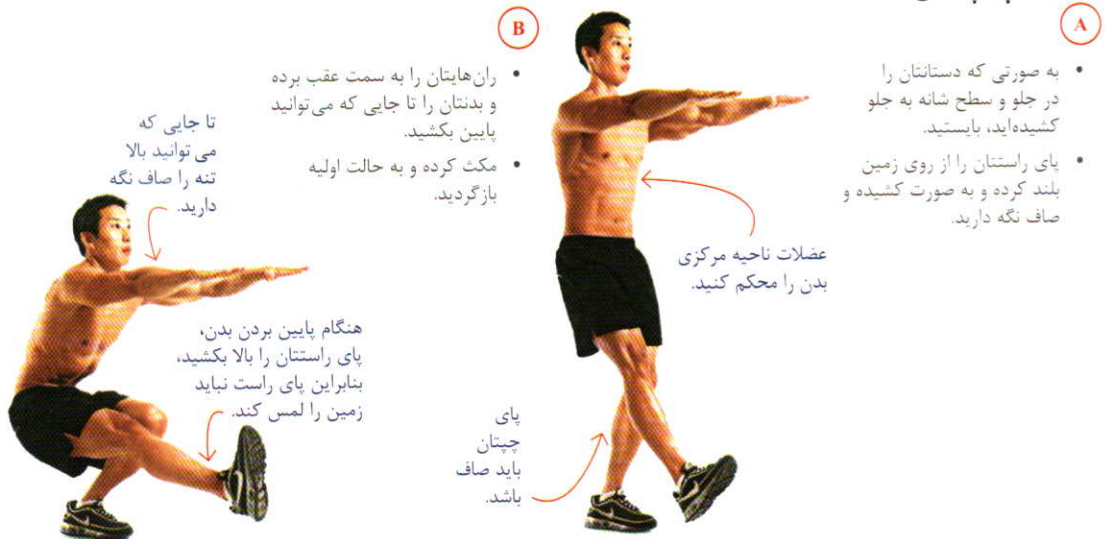 A
• به صورتی که دستانتان را
در جلو و سطح شانه به جلو
کشیده‌اید، بایستید.
• پای راستتان را از روی زمین
بلند کرده و به صورت کشیده و
صاف نگه دارید.
عضلات ناحیه مرکزی
بدن را محکم کنید.
پای
چپتان
باید صاف
باشد.
B
• ران‌هایتان را به سمت عقب برده
و بدنتان را تا جایی که می‌توانید
پایین بکشید.
• مکث کرده و به حالت اولیه
بازگردید.
تا جایی که
می‌توانید بالا
تنه را صاف نگه
دارید.
هنگام پایین بردن بدن،
پای راستتان را بالا بکشید،
بنابراین پای راست نباید
زمین را لمس کند.